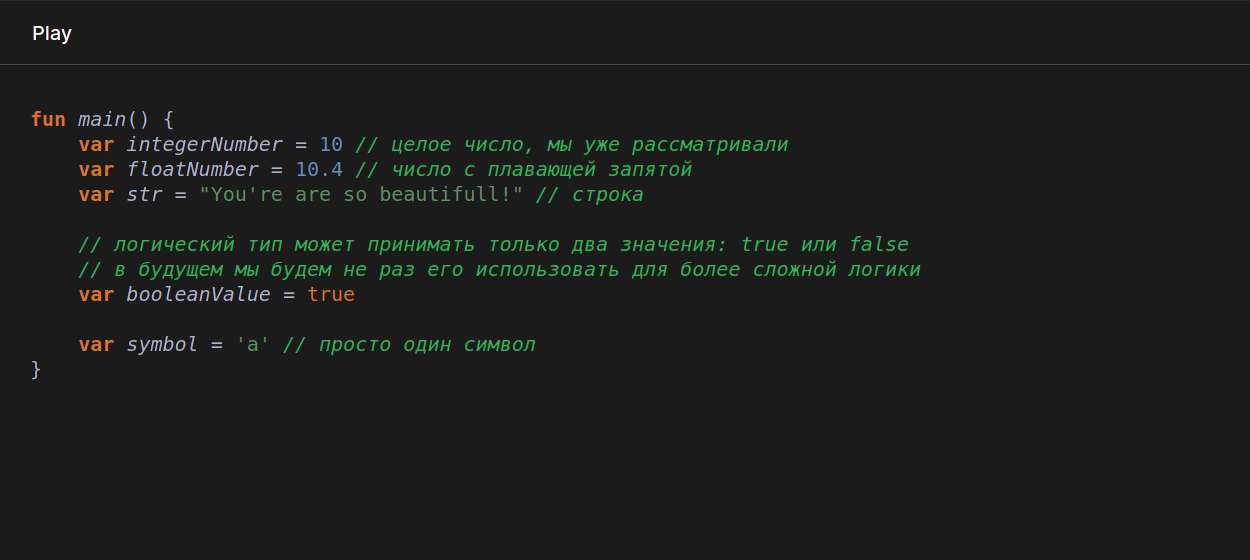 Play
fun main() {
    var integerNumber = 10 // целое число, мы уже рассматривали
    var floatNumber = 10.4 // число с плавающей запятой
    var str = "You're are so beautifull!" // строка
    // логический тип может принимать только два значения: true или false
    // в будущем мы будем не раз его использовать для более сложной логики
    var booleanValue = true
    var symbol = 'a' // просто один символ
}